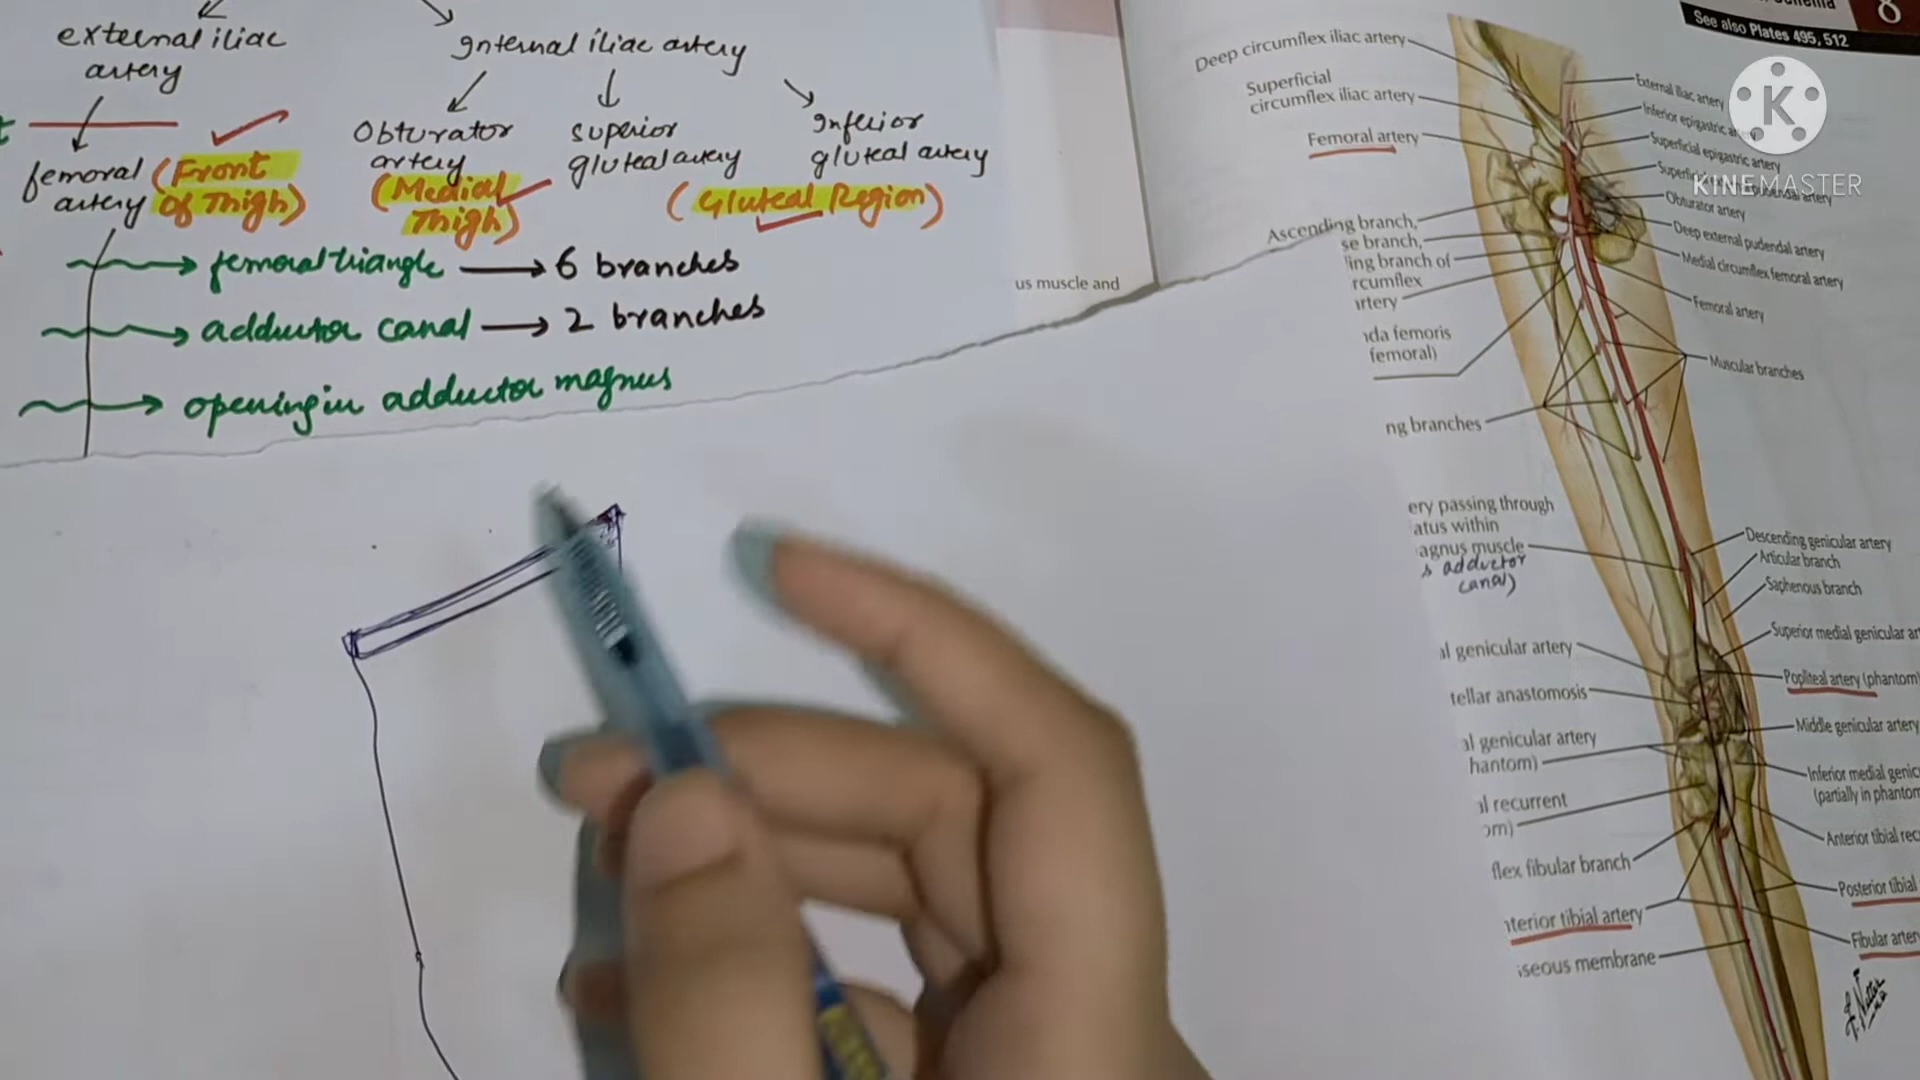 external iliac
artery
Internal iliac artery
femoral
artery
(Front
of Thigh)
Obturator
artery
(Medial
Thigh)
superior
gluteal artery
Inferior
gluteal artery
(Gluteal Region)
femoral triangle → 6 branches
adductor canal → 2 branches
opening in adductor magnus
us muscle and
See also Plates 495, 512
8
K
KINEMASTER
Deep circumflex iliac artery
Superficial
circumflex iliac artery
Femoral artery
Ascending branch,
se branch,
ling branch of
rcumflex
artery
da femoris
femoral)
ng branches
ery passing through
atus within
agnus muscle
s adductor
canal)
al genicular artery
tellar anastomosis
al genicular artery
hantom)
al recurrent
om)
flex fibular branch
nterior tibial artery
sseous membrane
External iliac artery
Inferior epigastric
Superficial epigastric artery
pudendal artery
Obturator artery
Deep external pudendal artery
Medial circumflex femoral artery
Femoral artery
Muscular branches
Descending genicular artery
Articular branch
Saphenous branch
Superior medial genicular ar
Popliteal artery (phantom)
Middle genicular artery
Inferior medial genic
(partially in phantom
Anterior tibial rec
Posterior tibial
Fibular arter